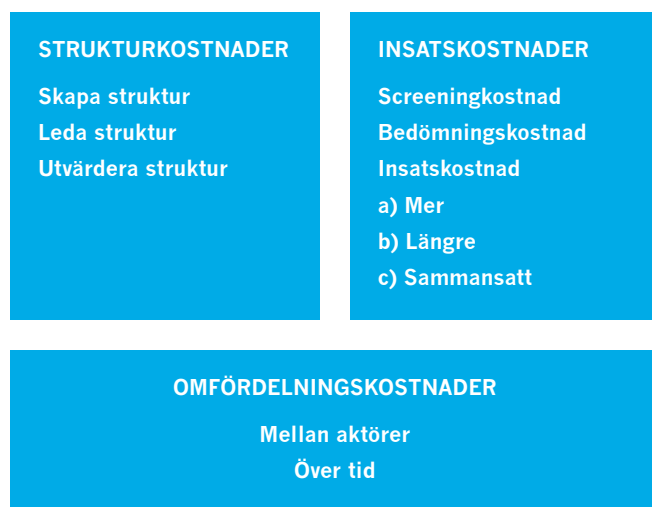 STRUKTURKOSTNADER
Skapa struktur
Leda struktur
Utvärdera struktur
INSATSKOSTNADER
Screeningkostnad
Bedömningskostnad
Insatskostnad
a) Mer
b) Längre
c) Sammansatt
OMFÖRDELNINGSKOSTNADER
Mellan aktörer
Över tid